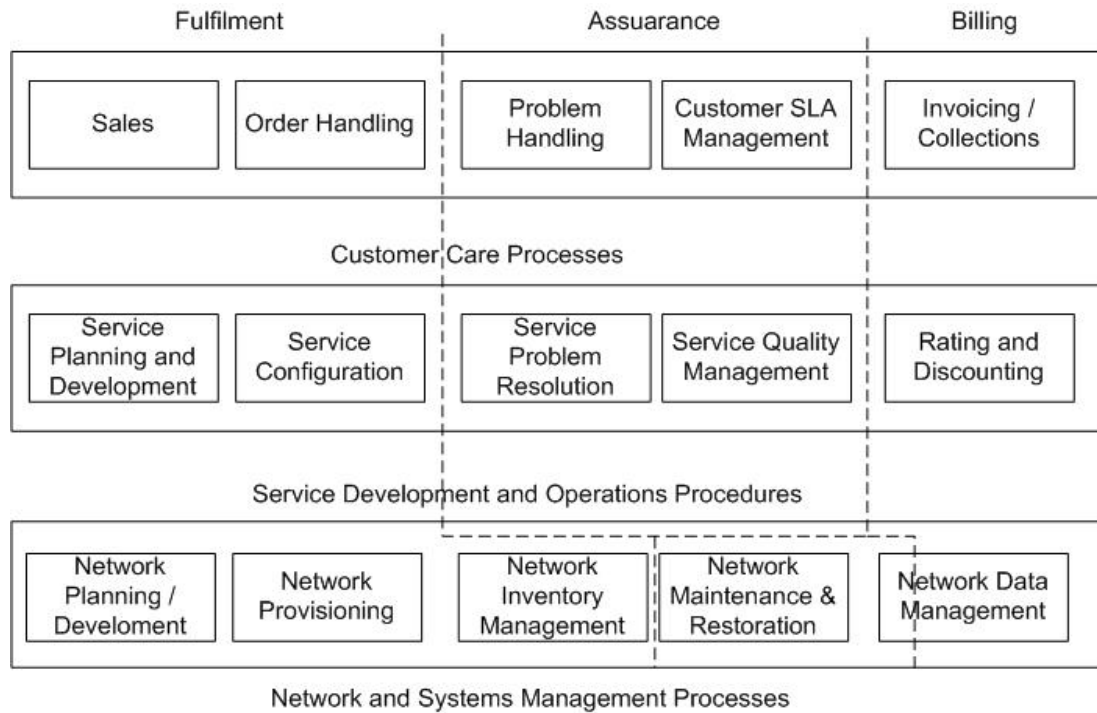 Fulfilment
Assuarance
Billing
Sales
Order Handling
Problem
Handling
Customer SLA
Management
Invoicing /
Collections
Customer Care Processes
Service
Planning and
Development
Service
Configuration
Service
Problem
Resolution
Service Quality
Management
Rating and
Discounting
Service Development and Operations Procedures
Network
Planning /
Develoment
Network
Provisioning
Network
Inventory
Management
Network
Maintenance &
Restoration
Network Data
Management
Network and Systems Management Processes